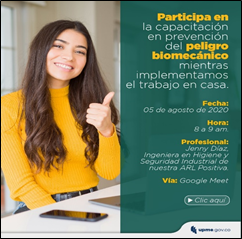 Participa en
la capacitación
en prevención
del peligro
biomecánico
mientras
implementamos
el trabajo en casa.
Fecha:
05 de agosto de 2020
Hora:
8 a 9 am.
Profesional:
Jenny Díaz,
Ingeniera en Higiene y
Seguridad Industrial de
nuestra ARL Positiva.
Vía: Google Meet
Clic aquí
upme.gov.co